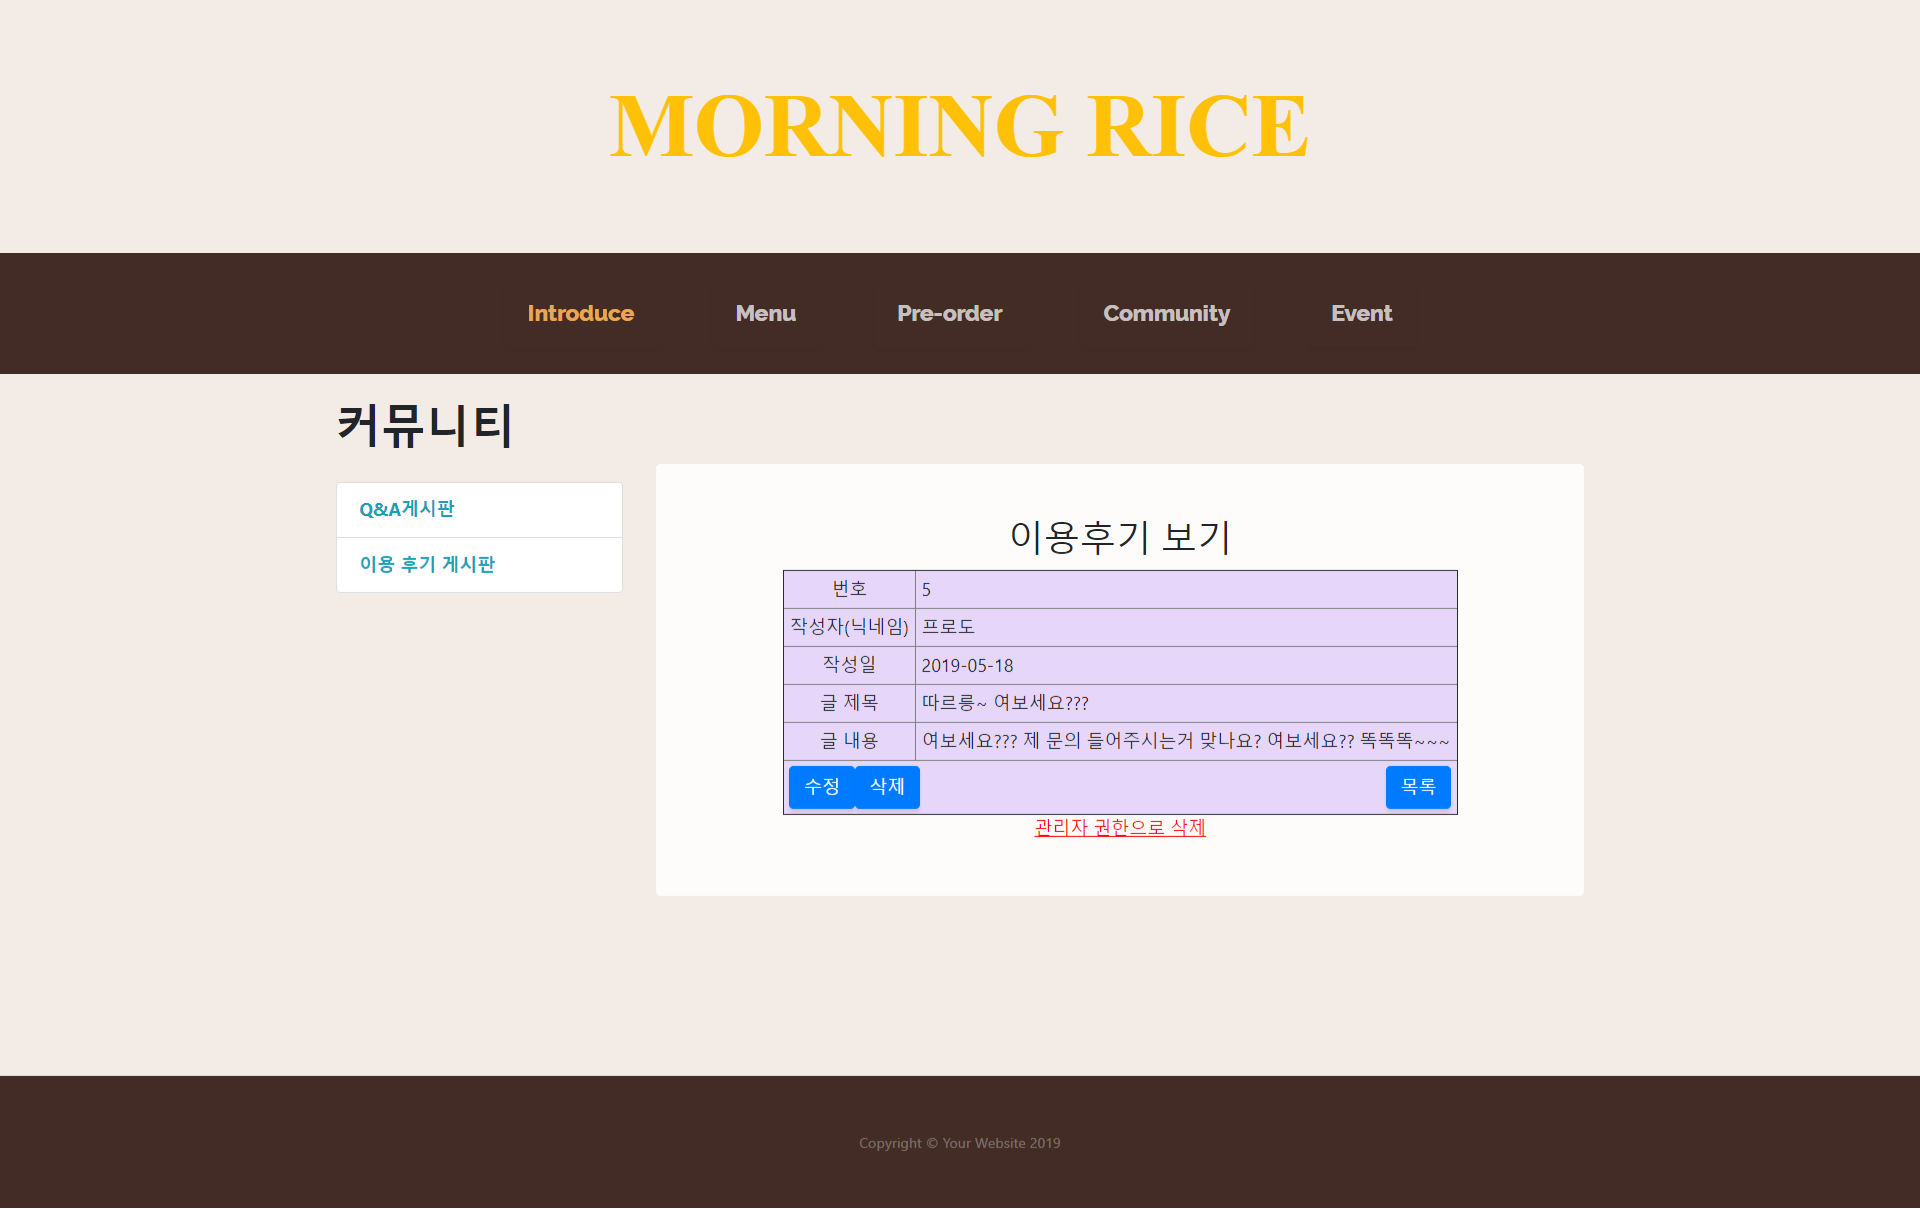 MORNING RICE
Introduce Menu Pre-order Community Event
커뮤니티
Q&A게시판
이용 후기 게시판
이용후기 보기
번호 5
작성자(닉네임) 프로도
작성일 2019-05-18
글 제목 따르릉~ 여보세요???
글 내용 여보세요??? 제 문의 들어주시는거 맞나요? 여보세요?? 똑똑똑~~~
수정 삭제 목록
관리자 권한으로 삭제
Copyright © Your Website 2019